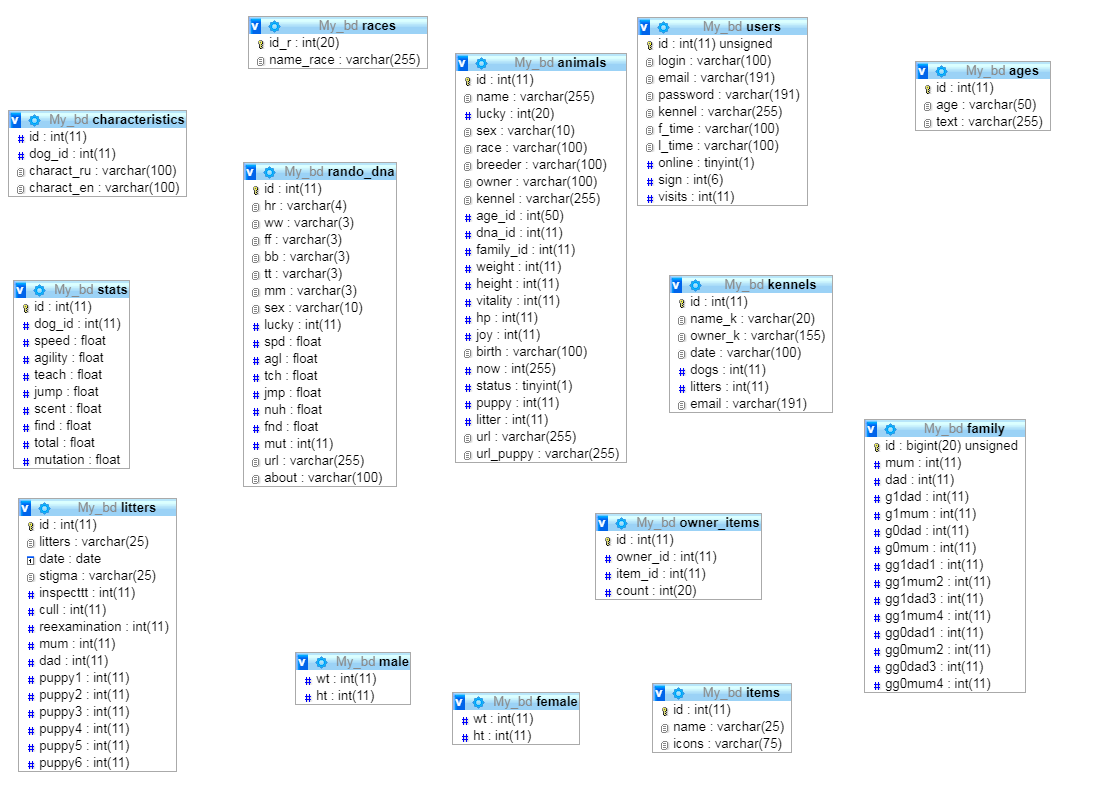 My_bd races
id_r : int(20)
name_race : varchar(255)
My_bd users
id : int(11) unsigned
login : varchar(100)
email : varchar(191)
password : varchar(191)
kennel : varchar(255)
f_time : varchar(100)
l_time : varchar(100)
online : tinyint(1)
sign : int(6)
visits : int(11)
My_bd animals
id : int(11)
name : varchar(255)
lucky : int(20)
sex : varchar(10)
race : varchar(100)
breeder : varchar(100)
owner : varchar(100)
kennel : varchar(255)
age_id : int(50)
dna_id : int(11)
family_id : int(11)
weight : int(11)
height : int(11)
vitality : int(11)
hp : int(11)
joy : int(11)
birth : varchar(100)
now : int(255)
status : tinyint(1)
puppy : int(11)
litter : int(11)
url : varchar(255)
url_puppy : varchar(255)
My_bd ages
id : int(11)
age : varchar(50)
text : varchar(255)
My_bd characteristics
id : int(11)
dog_id : int(11)
charact_ru : varchar(100)
charact_en : varchar(100)
My_bd rando_dna
id : int(11)
hr : varchar(4)
ww : varchar(3)
ff : varchar(3)
bb : varchar(3)
tt : varchar(3)
mm : varchar(3)
sex : varchar(10)
lucky : int(11)
spd : float
agl : float
tch : float
jmp : float
nuh : float
fnd : float
mut : int(11)
url : varchar(255)
about : varchar(100)
My_bd stats
id : int(11)
dog_id : int(11)
speed : float
agility : float
teach : float
jump : float
scent : float
find : float
total : float
mutation : float
My_bd kennels
id : int(11)
name_k : varchar(20)
owner_k : varchar(155)
date : varchar(100)
dogs : int(11)
litters : int(11)
email : varchar(191)
My_bd family
id : bigint(20) unsigned
mum : int(11)
dad : int(11)
g1dad : int(11)
g1mum : int(11)
g0dad : int(11)
g0mum : int(11)
gg1dad1 : int(11)
gg1mum2 : int(11)
gg1dad3 : int(11)
gg1mum4 : int(11)
gg0dad1 : int(11)
gg0mum2 : int(11)
gg0dad3 : int(11)
gg0mum4 : int(11)
My_bd litters
id : int(11)
litters : varchar(25)
date : date
stigma : varchar(25)
inspecttt : int(11)
cull : int(11)
reexamination : int(11)
mum : int(11)
dad : int(11)
puppy1 : int(11)
puppy2 : int(11)
puppy3 : int(11)
puppy4 : int(11)
puppy5 : int(11)
puppy6 : int(11)
My_bd owner_items
id : int(11)
owner_id : int(11)
item_id : int(11)
count : int(20)
My_bd male
wt : int(11)
ht : int(11)
My_bd female
wt : int(11)
ht : int(11)
My_bd items
id : int(11)
name : varchar(25)
icons : varchar(75)